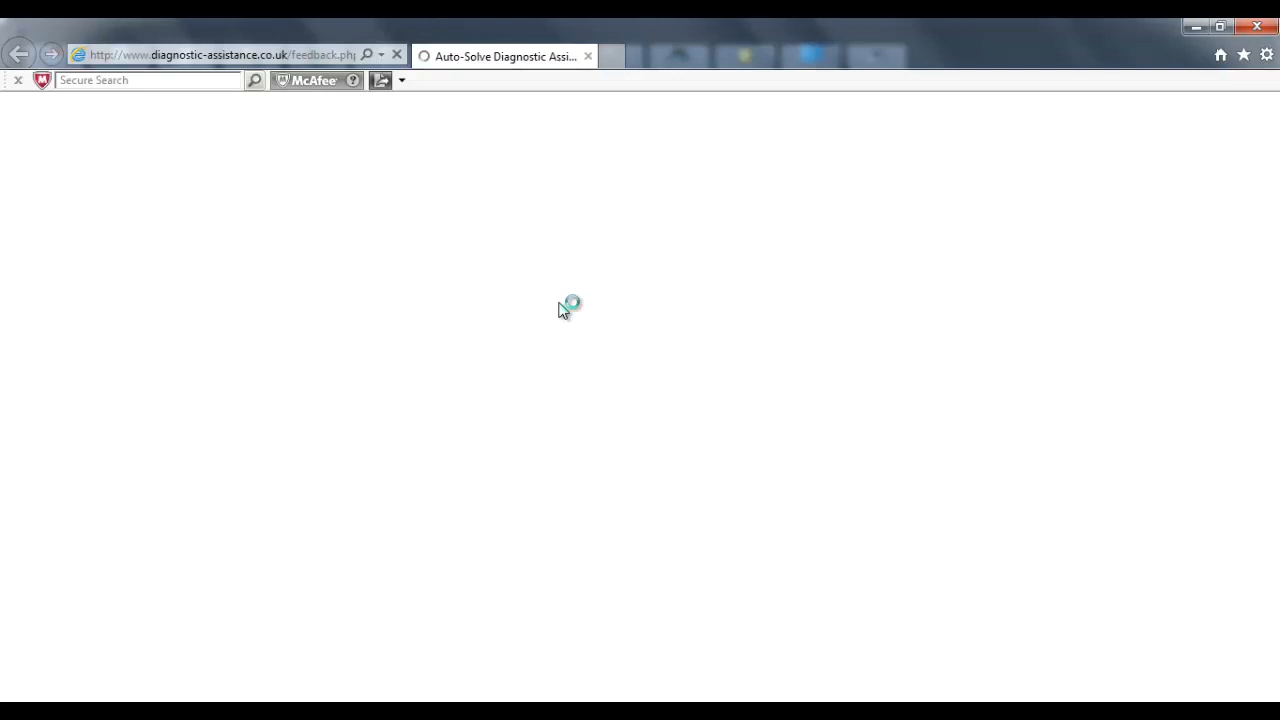 http://www.diagnostic-assistance.co.uk/feedback.php
Auto-Solve Diagnostic Assi...
Secure Search
McAfee